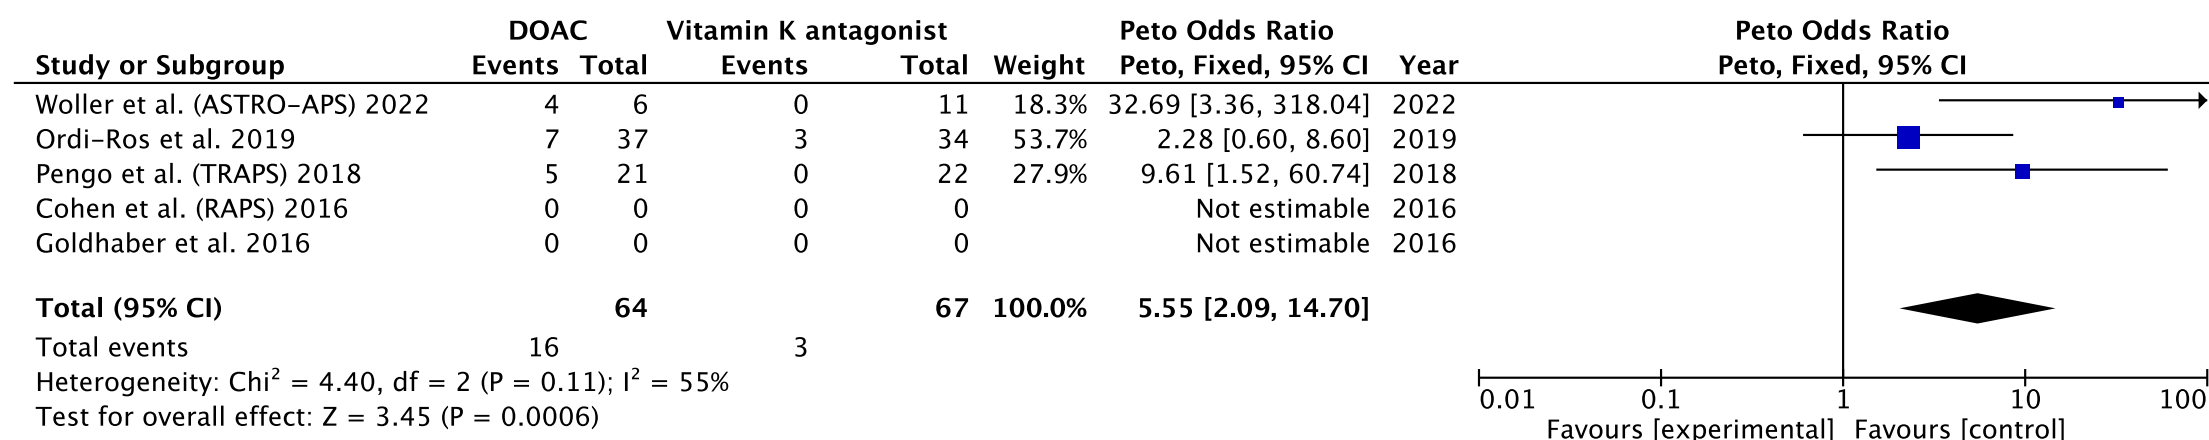 DOAC Vitamin K antagonist Peto Odds Ratio Peto Odds Ratio
Study or Subgroup Events Total Events Total Weight Peto, Fixed, 95% CI Year Peto, Fixed, 95% CI
Woller et al. (ASTRO-APS) 2022 4 6 0 11 18.3% 32.69 [3.36, 318.04] 2022
Ordi-Ros et al. 2019 7 37 3 34 53.7% 2.28 [0.60, 8.60] 2019
Pengo et al. (TRAPS) 2018 5 21 0 22 27.9% 9.61 [1.52, 60.74] 2018
Cohen et al. (RAPS) 2016 0 0 0 0 Not estimable 2016
Goldhaber et al. 2016 0 0 0 0 Not estimable 2016
Total (95% CI) 64 67 100.0% 5.55 [2.09, 14.70]
Total events 16 3
Heterogeneity: Chi² = 4.40, df = 2 (P = 0.11); I² = 55%
Test for overall effect: Z = 3.45 (P = 0.0006)
0.01 0.1 1 10 100
Favours [experimental] Favours [control]